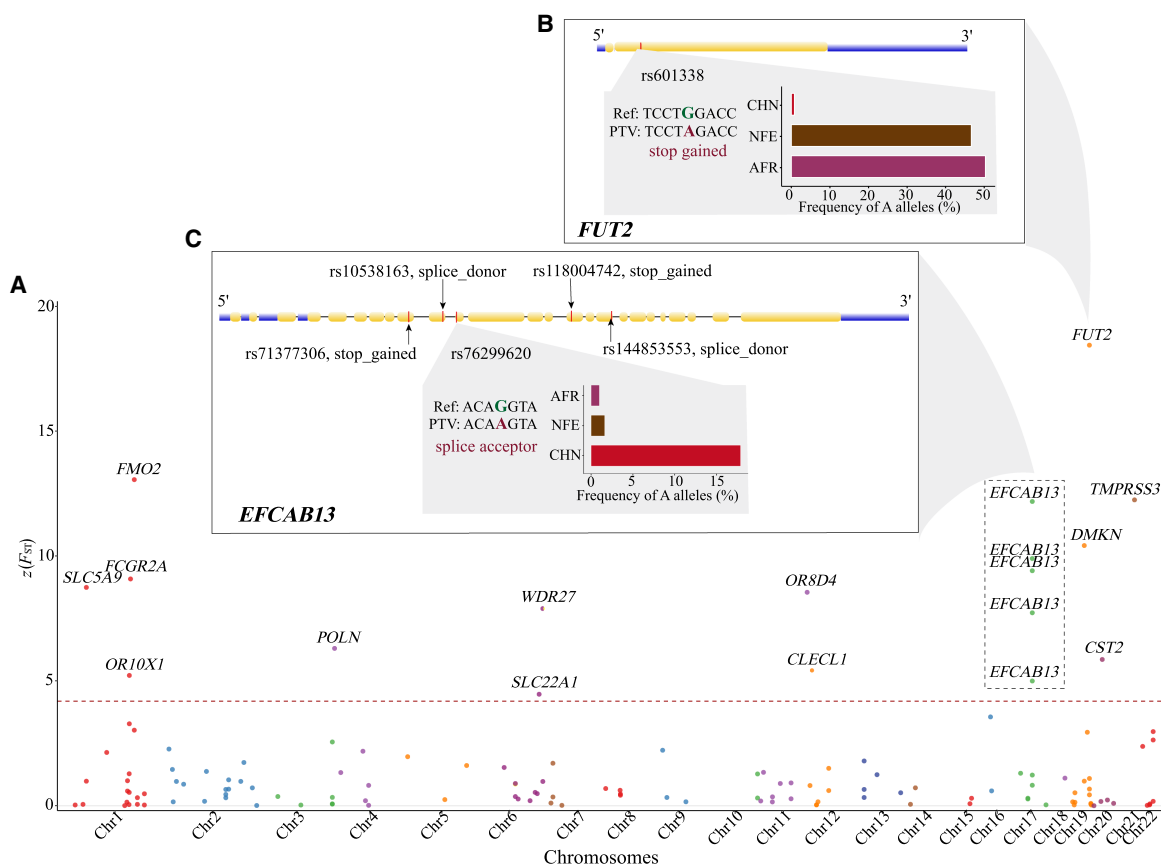 B
5'
3'
rs601338
Ref: TCCTGGACC
PTV: TCCTAGACC
stop gained
CHN
NFE
AFR
0 10 20 30 40 50
Frequency of A alleles (%)
FUT2
C
rs10538163, splice_donor
rs118004742, stop_gained
5'
3'
rs71377306, stop_gained
rs76299620
rs144853553, splice_donor
Ref: ACAGGTA
PTV: ACAAGTA
splice acceptor
AFR
NFE
CHN
0 5 10 15
Frequency of A alleles (%)
EFCAB13
A
20
15
10
5
0
z(FST)
FUT2
FMO2
EFCAB13
TMPRSS3
DMKN
EFCAB13
EFCAB13
FCGR2A
SLC5A9
OR8D4
WDR27
EFCAB13
POLN
CST2
CLECL1
OR10X1
EFCAB13
SLC22A1
Chr1 Chr2 Chr3 Chr4 Chr5 Chr6 Chr7 Chr8 Chr9 Chr10 Chr11 Chr12 Chr13 Chr14 Chr15 Chr16 Chr17 Chr18 Chr19 Chr20 Chr21 Chr22
Chromosomes